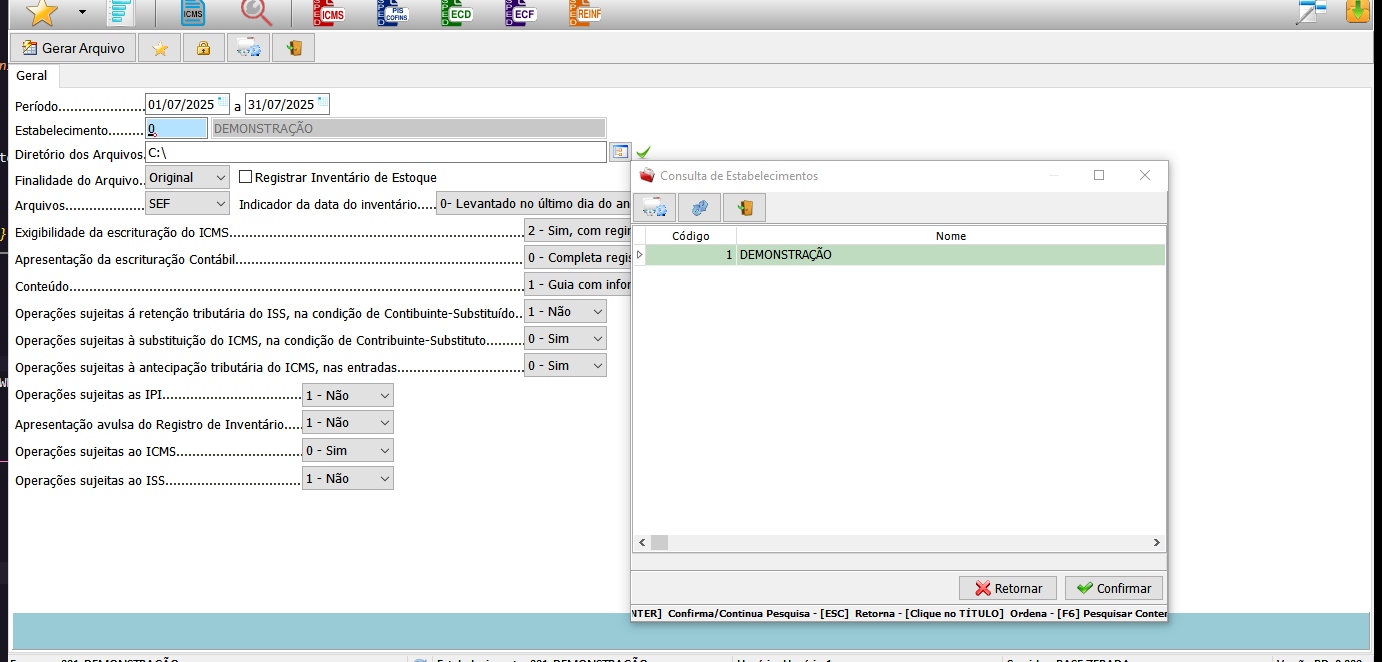 ICMS
ICMS
PIS
COFINS
ECD
ECF
REINF
Gerar Arquivo
Geral
Período
01/07/2025 a 31/07/2025
Estabelecimento
0
DEMONSTRAÇÃO
Diretório dos Arquivos
C:\
Finalidade do Arquivo
Original
Registrar Inventário de Estoque
Arquivos
SEF
Indicador da data do inventário
0- Levantado no último dia do an
Exigibilidade da escrituração do ICMS
2 - Sim, com regir
Apresentação da escrituração Contábil
0 - Completa regis
Conteúdo
1 - Guia com infor
Operações sujeitas á retenção tributária do ISS, na condição de Contibuinte-Substituído
1 - Não
Operações sujeitas à substituição do ICMS, na condição de Contribuinte-Substituto
0 - Sim
Operações sujeitas à antecipação tributária do ICMS, nas entradas
0 - Sim
Operações sujeitas as IPI
1 - Não
Apresentação avulsa do Registro de Inventário
1 - Não
Operações sujeitas ao ICMS
0 - Sim
Operações sujeitas ao ISS
1 - Não
Consulta de Estabelecimentos
Código Nome
1 DEMONSTRAÇÃO
Retornar
Confirmar
NTER] Confirma/Continua Pesquisa - [ESC] Retorna - [Clique no TÍTULO] Ordena - [F6] Pesquisar Conter